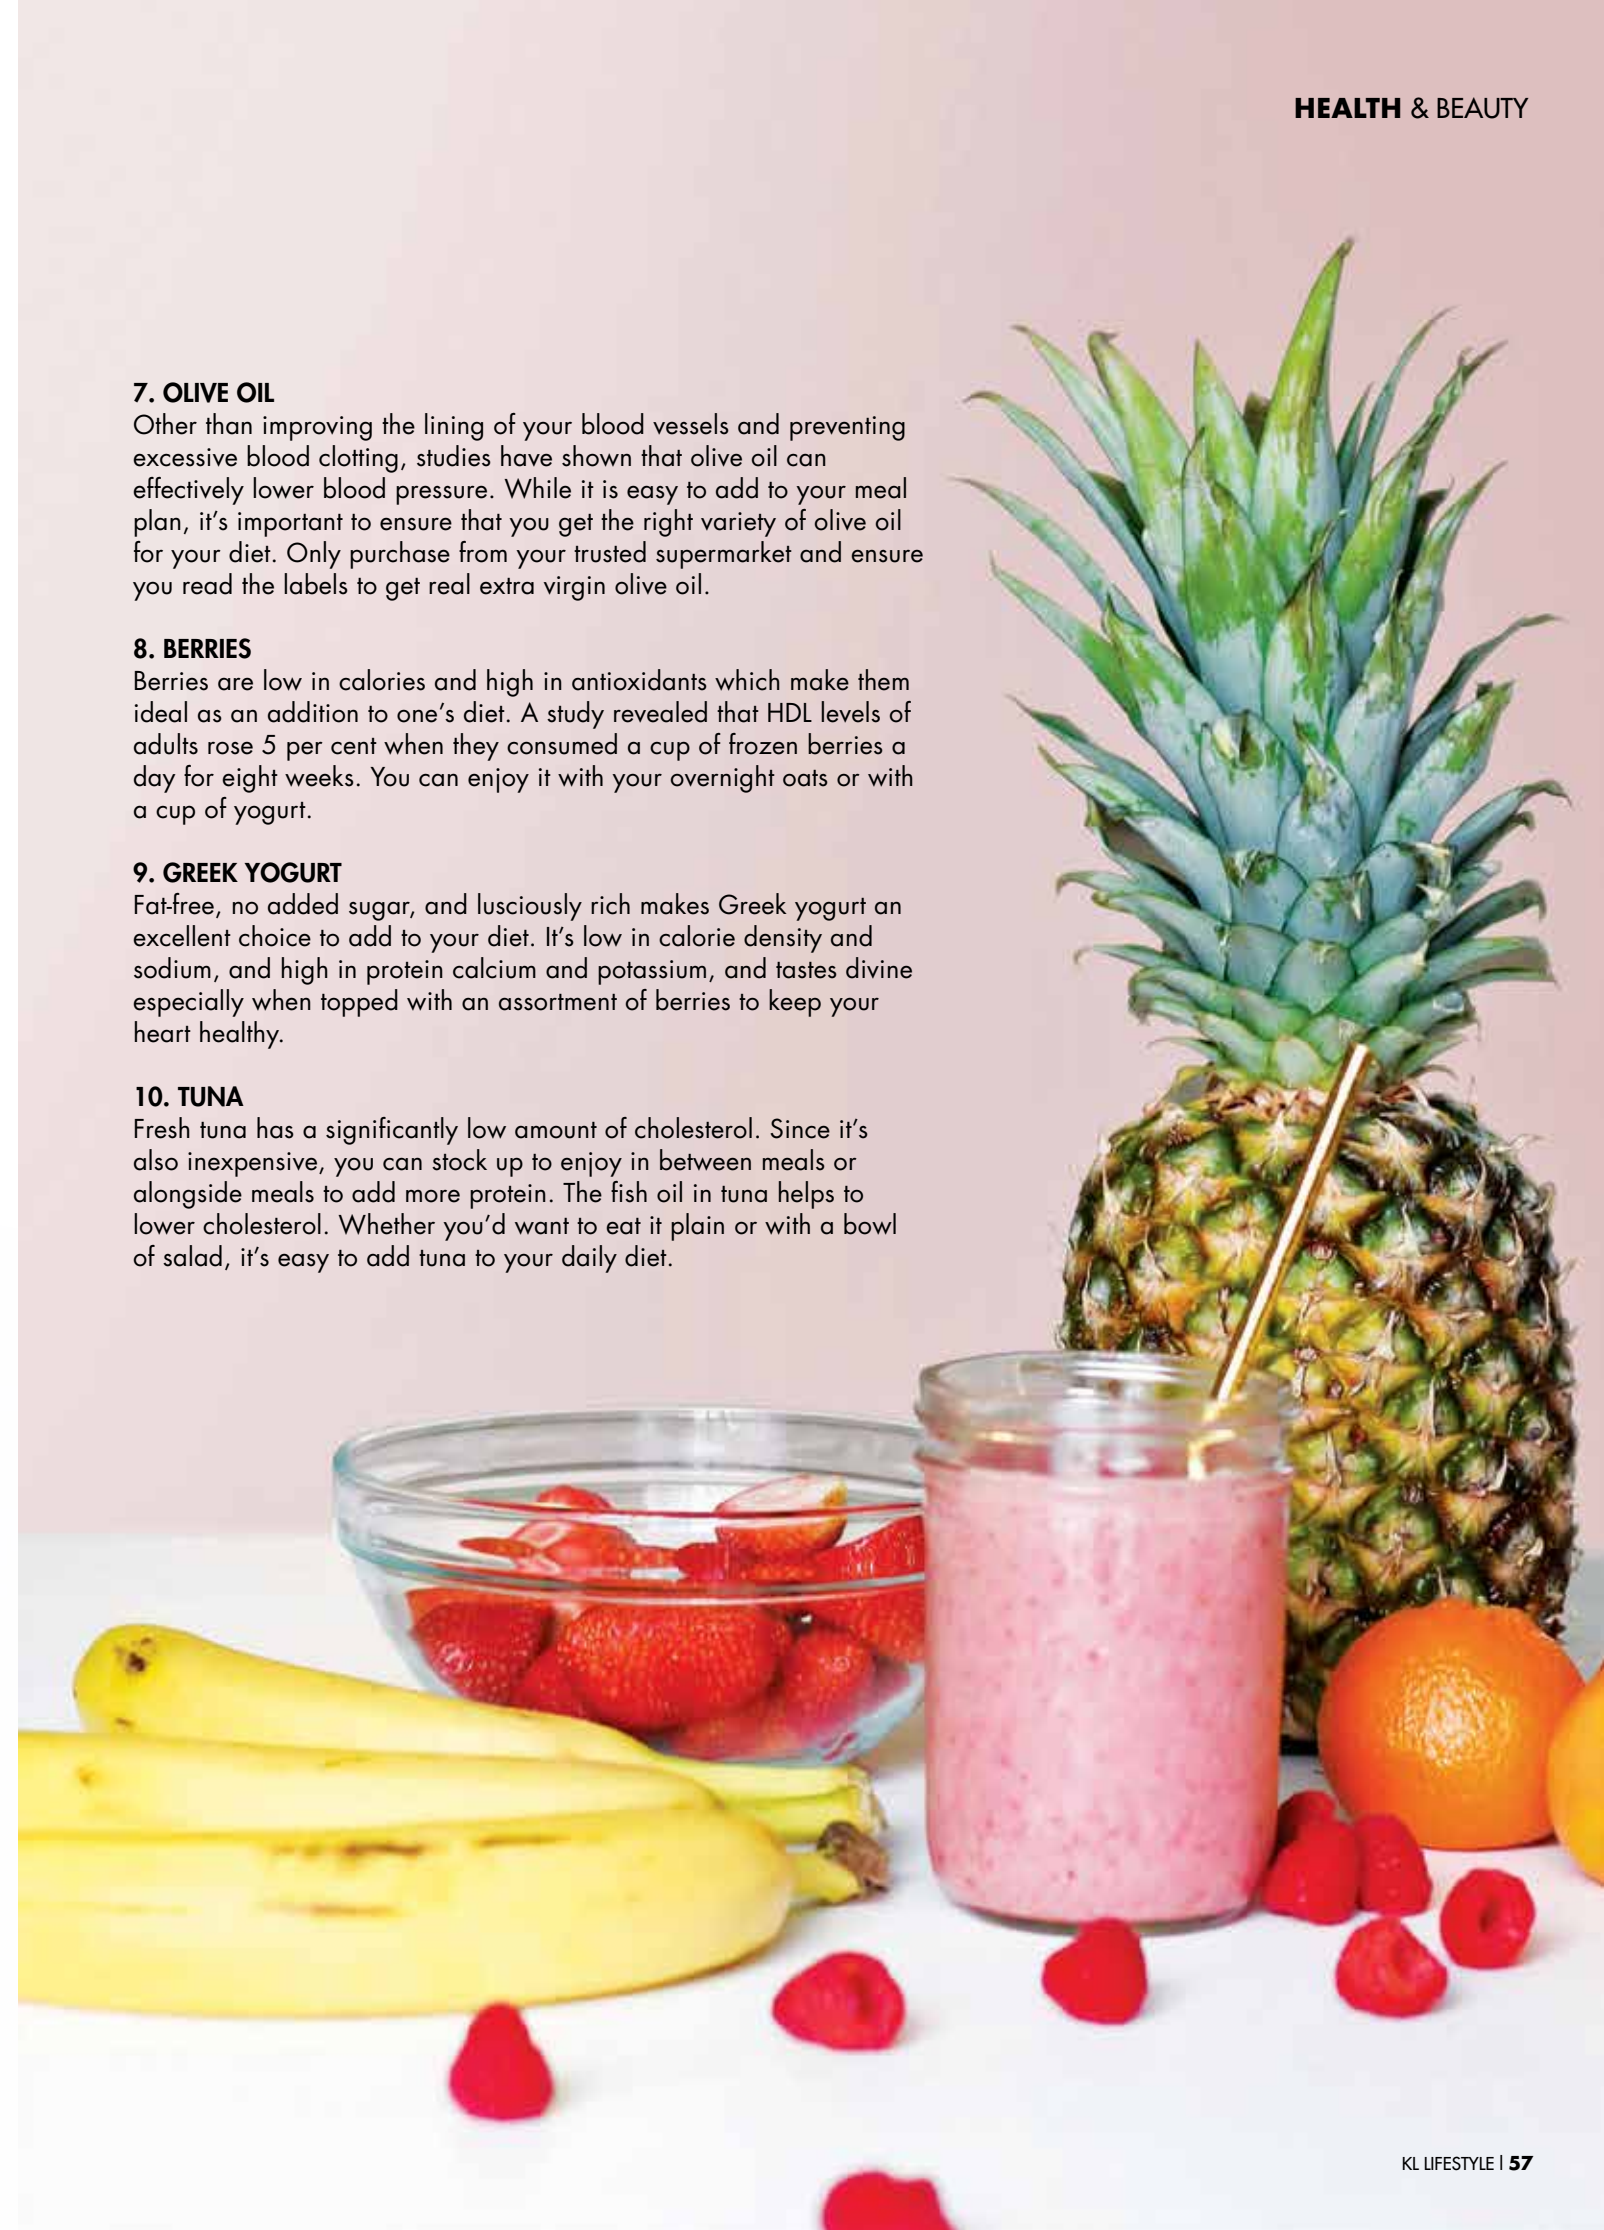 HEALTH & BEAUTY
7. OLIVE OIL
Other than improving the lining of your blood vessels and preventing
excessive blood clotting, studies have shown that olive oil can
effectively lower blood pressure. While it is easy to add to your meal
plan, it’s important to ensure that you get the right variety of olive oil
for your diet. Only purchase from your trusted supermarket and ensure
you read the labels to get real extra virgin olive oil.
8. BERRIES
Berries are low in calories and high in antioxidants which make them
ideal as an addition to one’s diet. A study revealed that HDL levels of
adults rose 5 per cent when they consumed a cup of frozen berries a
day for eight weeks. You can enjoy it with your overnight oats or with
a cup of yogurt.
9. GREEK YOGURT
Fat-free, no added sugar, and lusciously rich makes Greek yogurt an
excellent choice to add to your diet. It’s low in calorie density and
sodium, and high in protein calcium and potassium, and tastes divine
especially when topped with an assortment of berries to keep your
heart healthy.
10. TUNA
Fresh tuna has a significantly low amount of cholesterol. Since it’s
also inexpensive, you can stock up to enjoy in between meals or
alongside meals to add more protein. The fish oil in tuna helps to
lower cholesterol. Whether you’d want to eat it plain or with a bowl
of salad, it’s easy to add tuna to your daily diet.
KL LIFESTYLE | 57